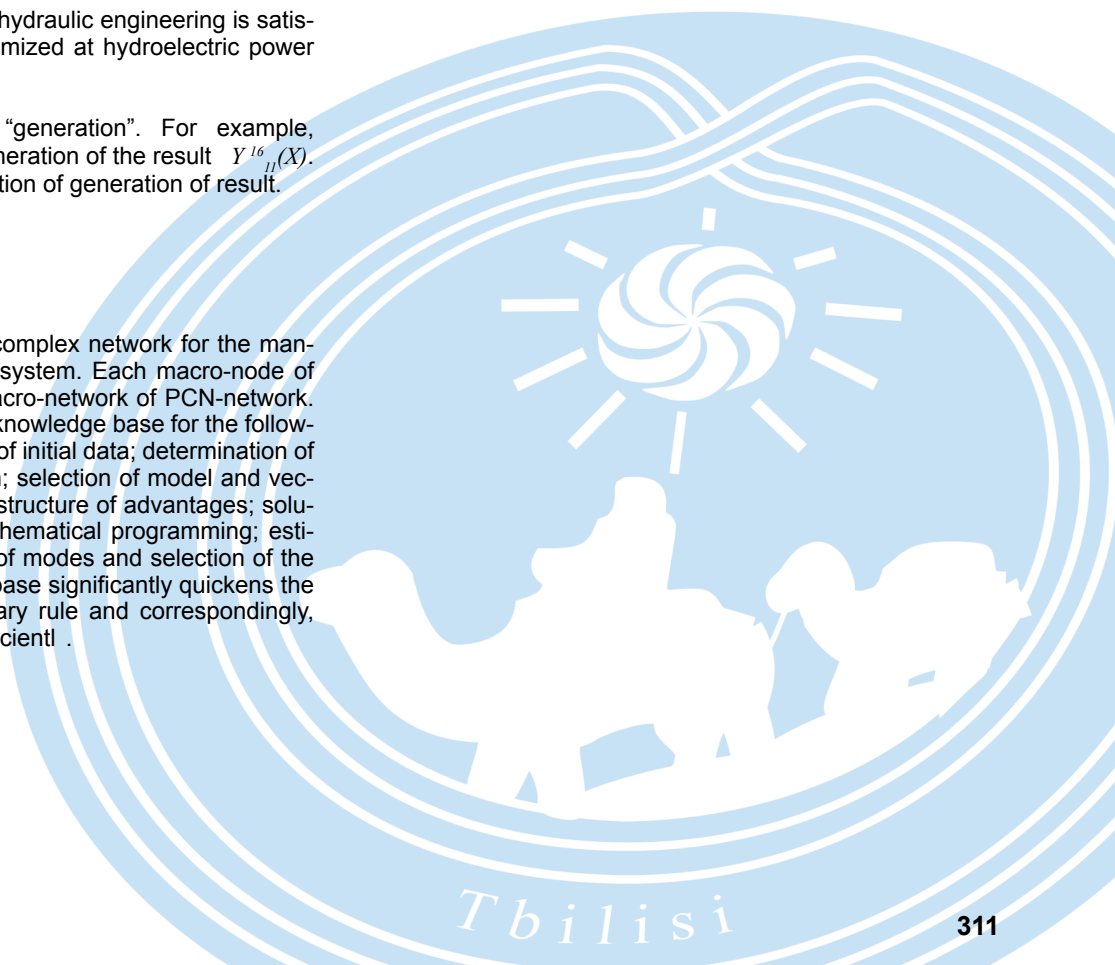 hydraulic engineering is satis-
mized at hydroelectric power
“generation”. For example,
neration of the result Y¹⁶₁₁(X).
tion of generation of result.
complex network for the man-
system. Each macro-node of
acro-network of PCN-network.
knowledge base for the follow-
of initial data; determination of
; selection of model and vec-
structure of advantages; solu-
hematical programming; esti-
of modes and selection of the
base significantly quickens the
ary rule and correspondingly,
cientl .
Tbilisi
311